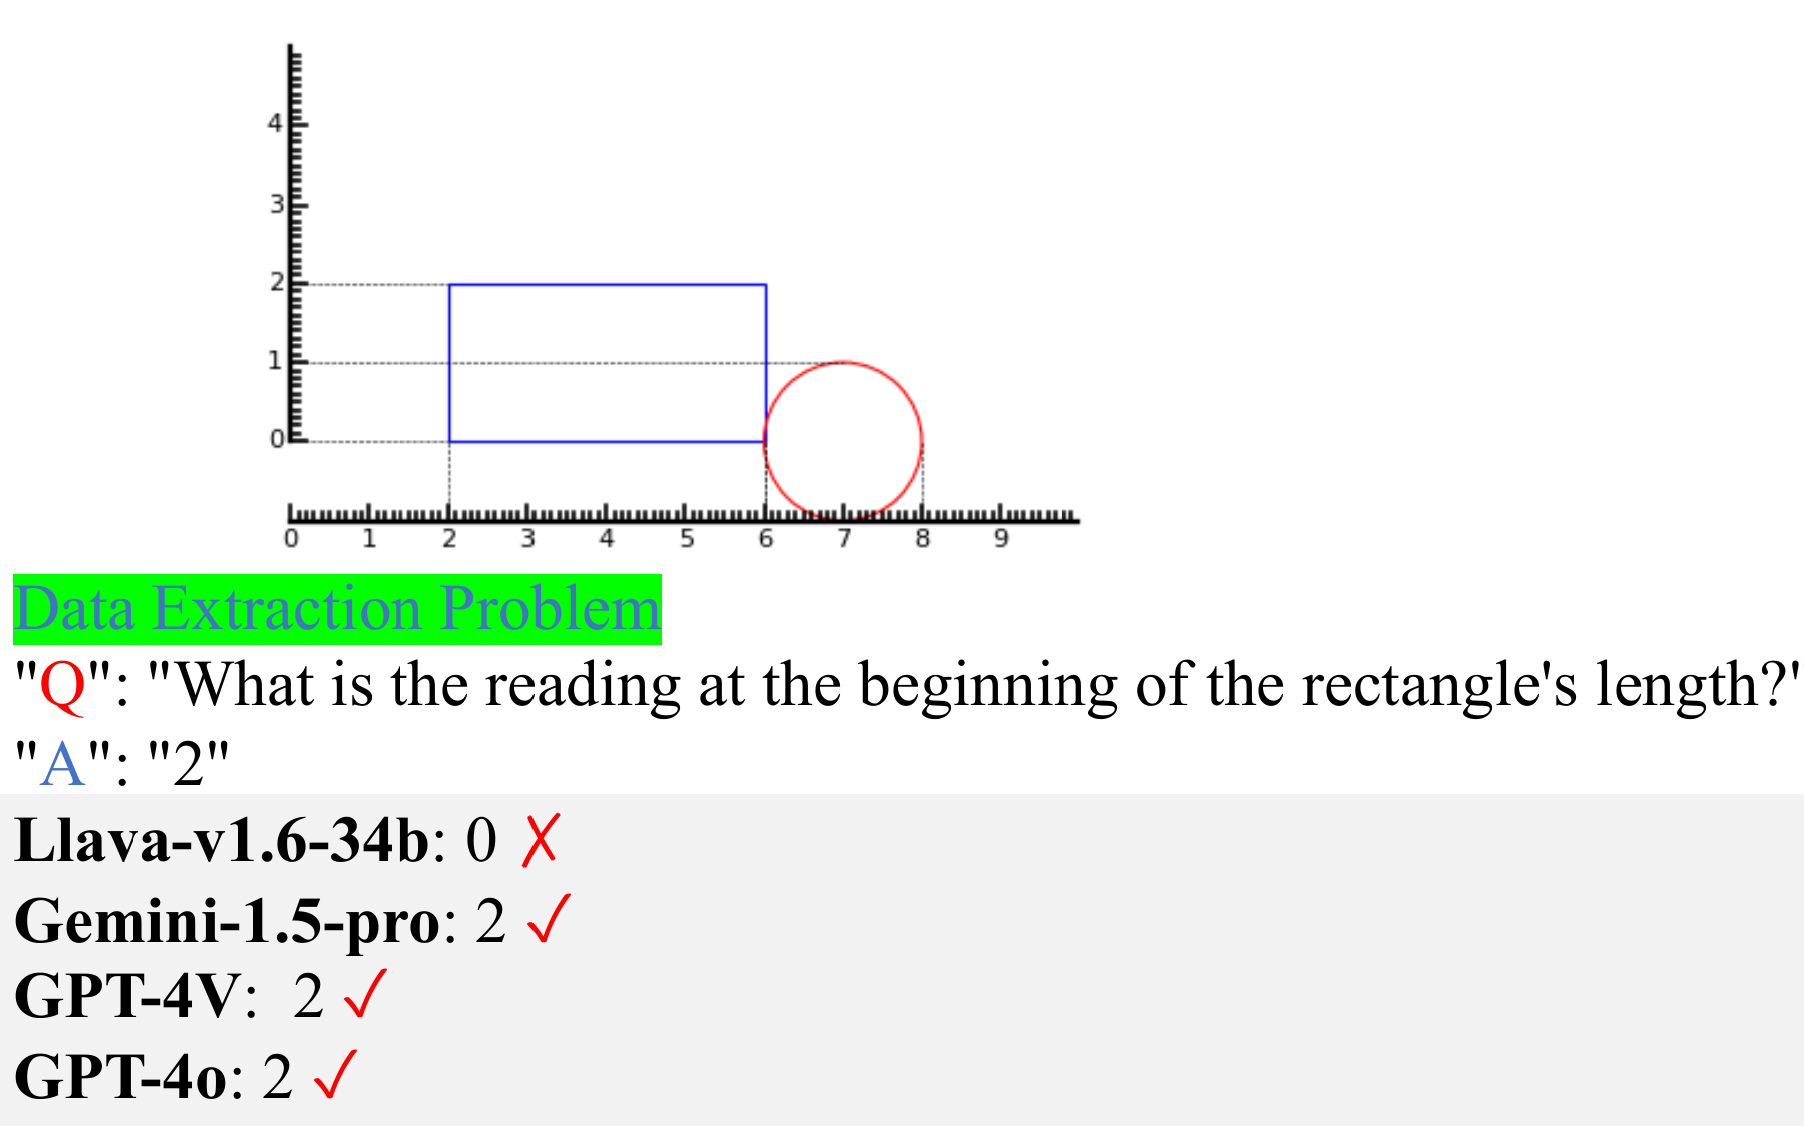 4
3
2
1
0
0 1 2 3 4 5 6 7 8 9
Data Extraction Problem
"Q": "What is the reading at the beginning of the rectangle's length?'
"A": "2"
Llava-v1.6-34b: 0 ✗
Gemini-1.5-pro: 2 ✓
GPT-4V: 2 ✓
GPT-4o: 2 ✓